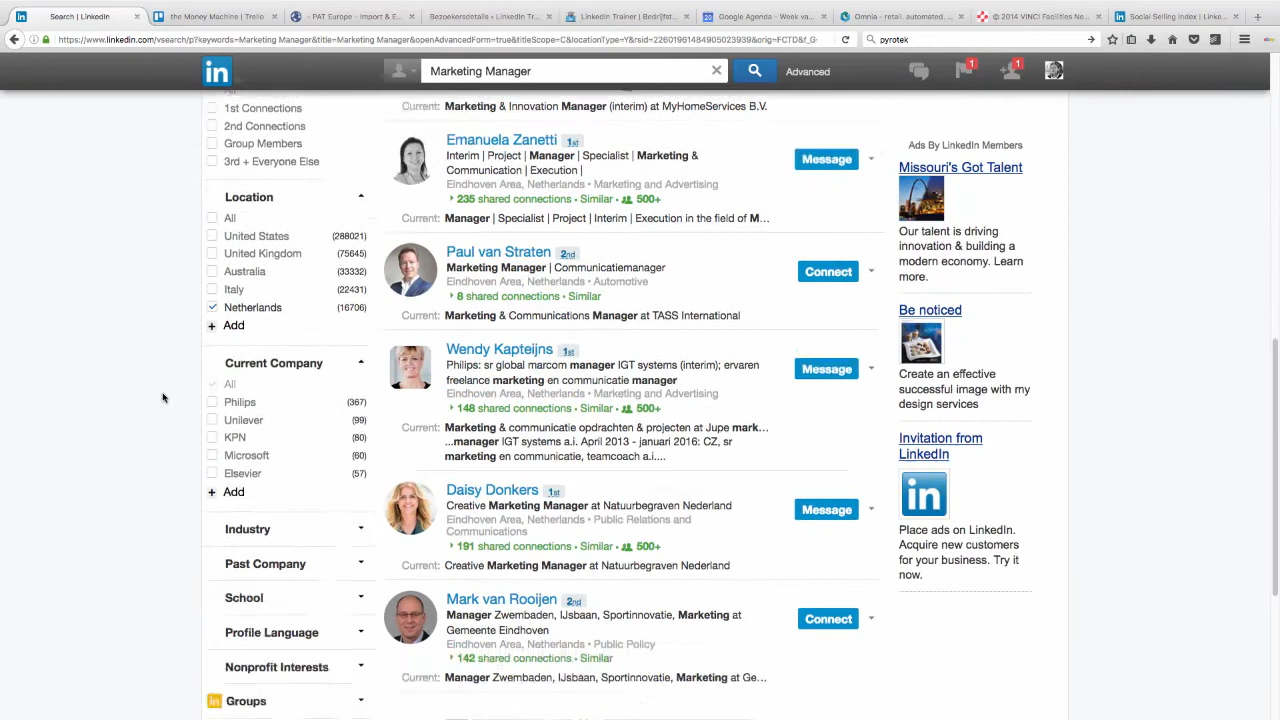 Search | LinkedIn
the Money Machine | Trello
- PAT Europe - Import & E...
Bezoekersdetails « LinkedIn Tr...
LinkedIn Trainer | Bedrijfst...
Google Agenda - Week va...
Omnia - retail. automated. ...
© 2014 VINCI Facilities Ne...
Social Selling Index | Linke...
https://www.linkedin.com/vsearch/p?keywords=Marketing Manager&title=Marketing Manager&openAdvancedForm=true&titleScope=C&locationType=Y&rsid=22601961484905023939&orig=FCTD&f_G
pyrotek
in
Marketing Manager
Advanced
1
1
All
1st Connections
2nd Connections
Group Members
3rd + Everyone Else
Location
All
United States (288021)
United Kingdom (75645)
Australia (33332)
Italy (22431)
Netherlands (16706)
+ Add
Current Company
All
Philips (367)
Unilever (99)
KPN (80)
Microsoft (60)
Elsevier (57)
+ Add
Industry
Past Company
School
Profile Language
Nonprofit Interests
in Groups
Current: Marketing & Innovation Manager (interim) at MyHomeServices B.V.
Emanuela Zanetti 1st
Interim | Project | Manager | Specialist | Marketing &
Communication | Execution |
Eindhoven Area, Netherlands • Marketing and Advertising
235 shared connections • Similar • 500+
Current: Manager | Specialist | Project | Interim | Execution in the field of M...
Message
Paul van Straten 2nd
Marketing Manager | Communicatiemanager
Eindhoven Area, Netherlands • Automotive
8 shared connections • Similar
Current: Marketing & Communications Manager at TASS International
Connect
Wendy Kapteijns 1st
Philips: sr global marcom manager IGT systems (interim); ervaren
freelance marketing en communicatie manager
Eindhoven Area, Netherlands • Marketing and Advertising
148 shared connections • Similar • 500+
Current: Marketing & communicatie opdrachten & projecten at Jupe mark...
...manager IGT systems a.i. April 2013 - januari 2016: CZ, sr
marketing en communicatie, teamcoach a.i....
Message
Daisy Donkers 1st
Creative Marketing Manager at Natuurbegraven Nederland
Eindhoven Area, Netherlands • Public Relations and
Communications
191 shared connections • Similar • 500+
Current: Creative Marketing Manager at Natuurbegraven Nederland
Message
Mark van Rooijen 2nd
Manager Zwembaden, IJsbaan, Sportinnovatie, Marketing at
Gemeente Eindhoven
Eindhoven Area, Netherlands • Public Policy
142 shared connections • Similar
Current: Manager Zwembaden, IJsbaan, Sportinnovatie, Marketing at Ge...
Connect
Ads By LinkedIn Members
Missouri's Got Talent
Our talent is driving
innovation & building a
modern economy. Learn
more.
Be noticed
Create an effective
successful image with my
design services
Invitation from
LinkedIn
in
Place ads on LinkedIn.
Acquire new customers
for your business. Try it
now.